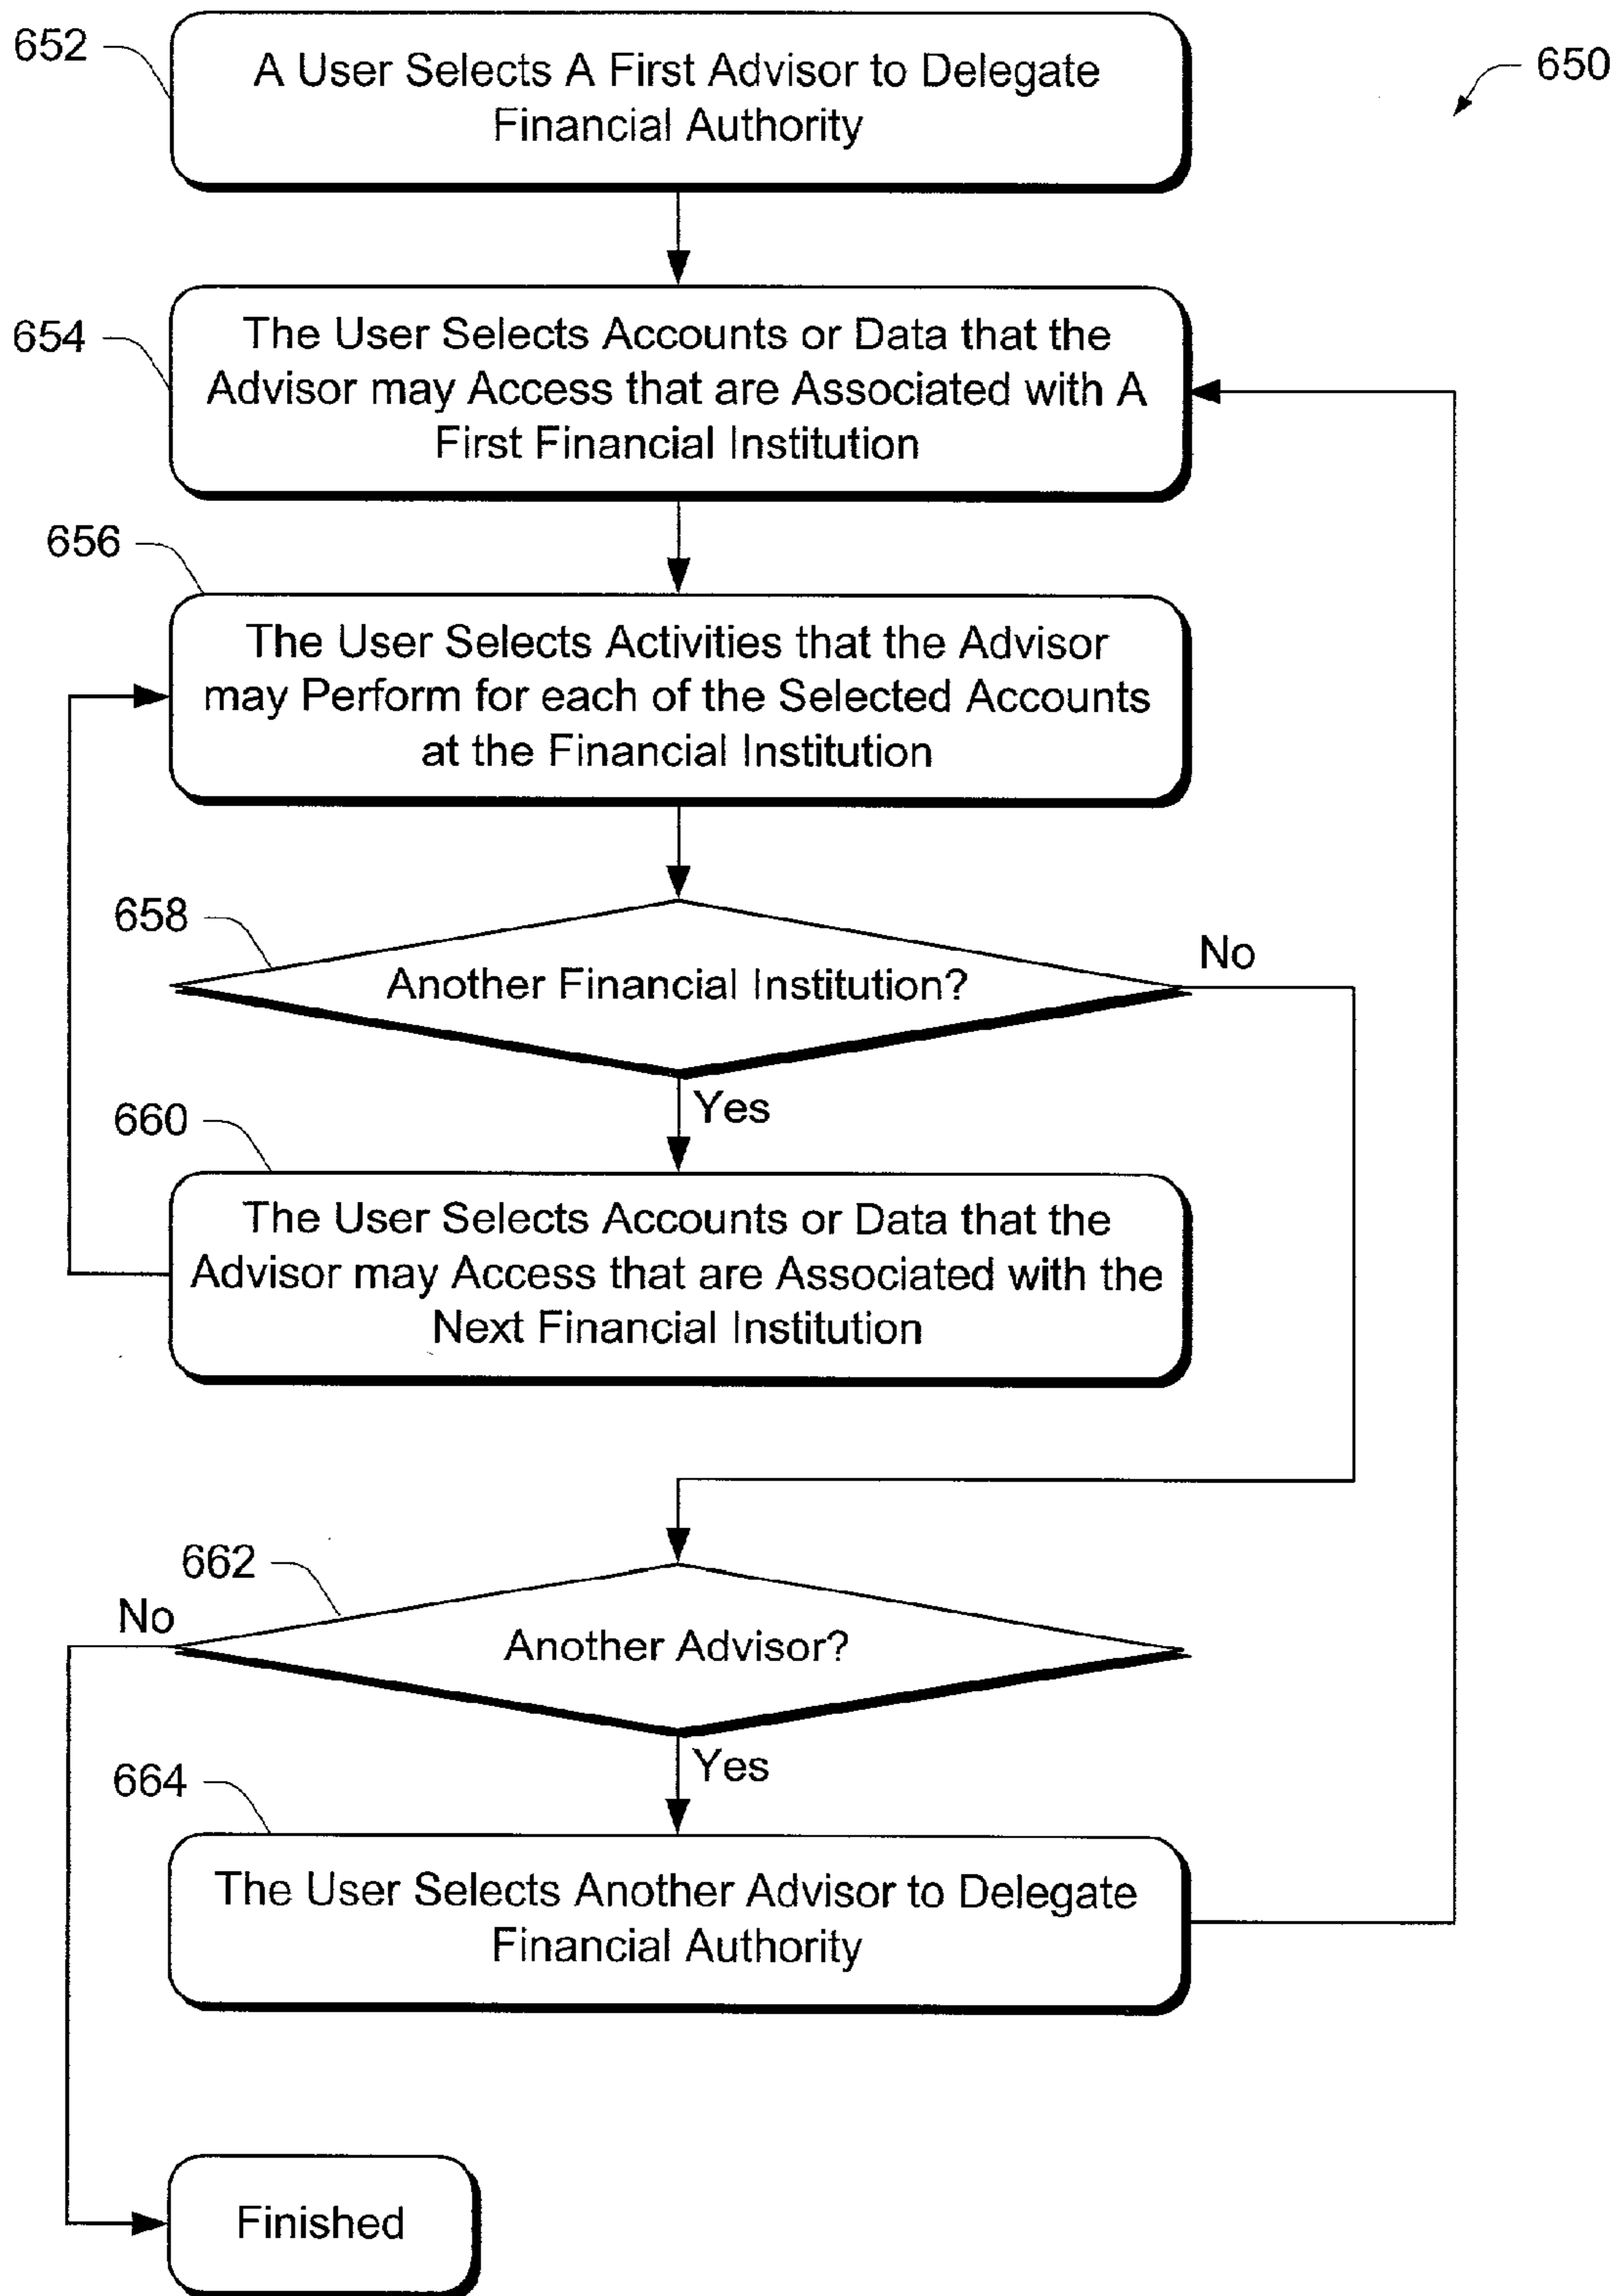 652
A User Selects A First Advisor to Delegate
Financial Authority
650
654
The User Selects Accounts or Data that the
Advisor may Access that are Associated with A
First Financial Institution
656
The User Selects Activities that the Advisor
may Perform for each of the Selected Accounts
at the Financial Institution
658
Another Financial Institution?
No
Yes
660
The User Selects Accounts or Data that the
Advisor may Access that are Associated with the
Next Financial Institution
662
No
Another Advisor?
Yes
664
The User Selects Another Advisor to Delegate
Financial Authority
Finished